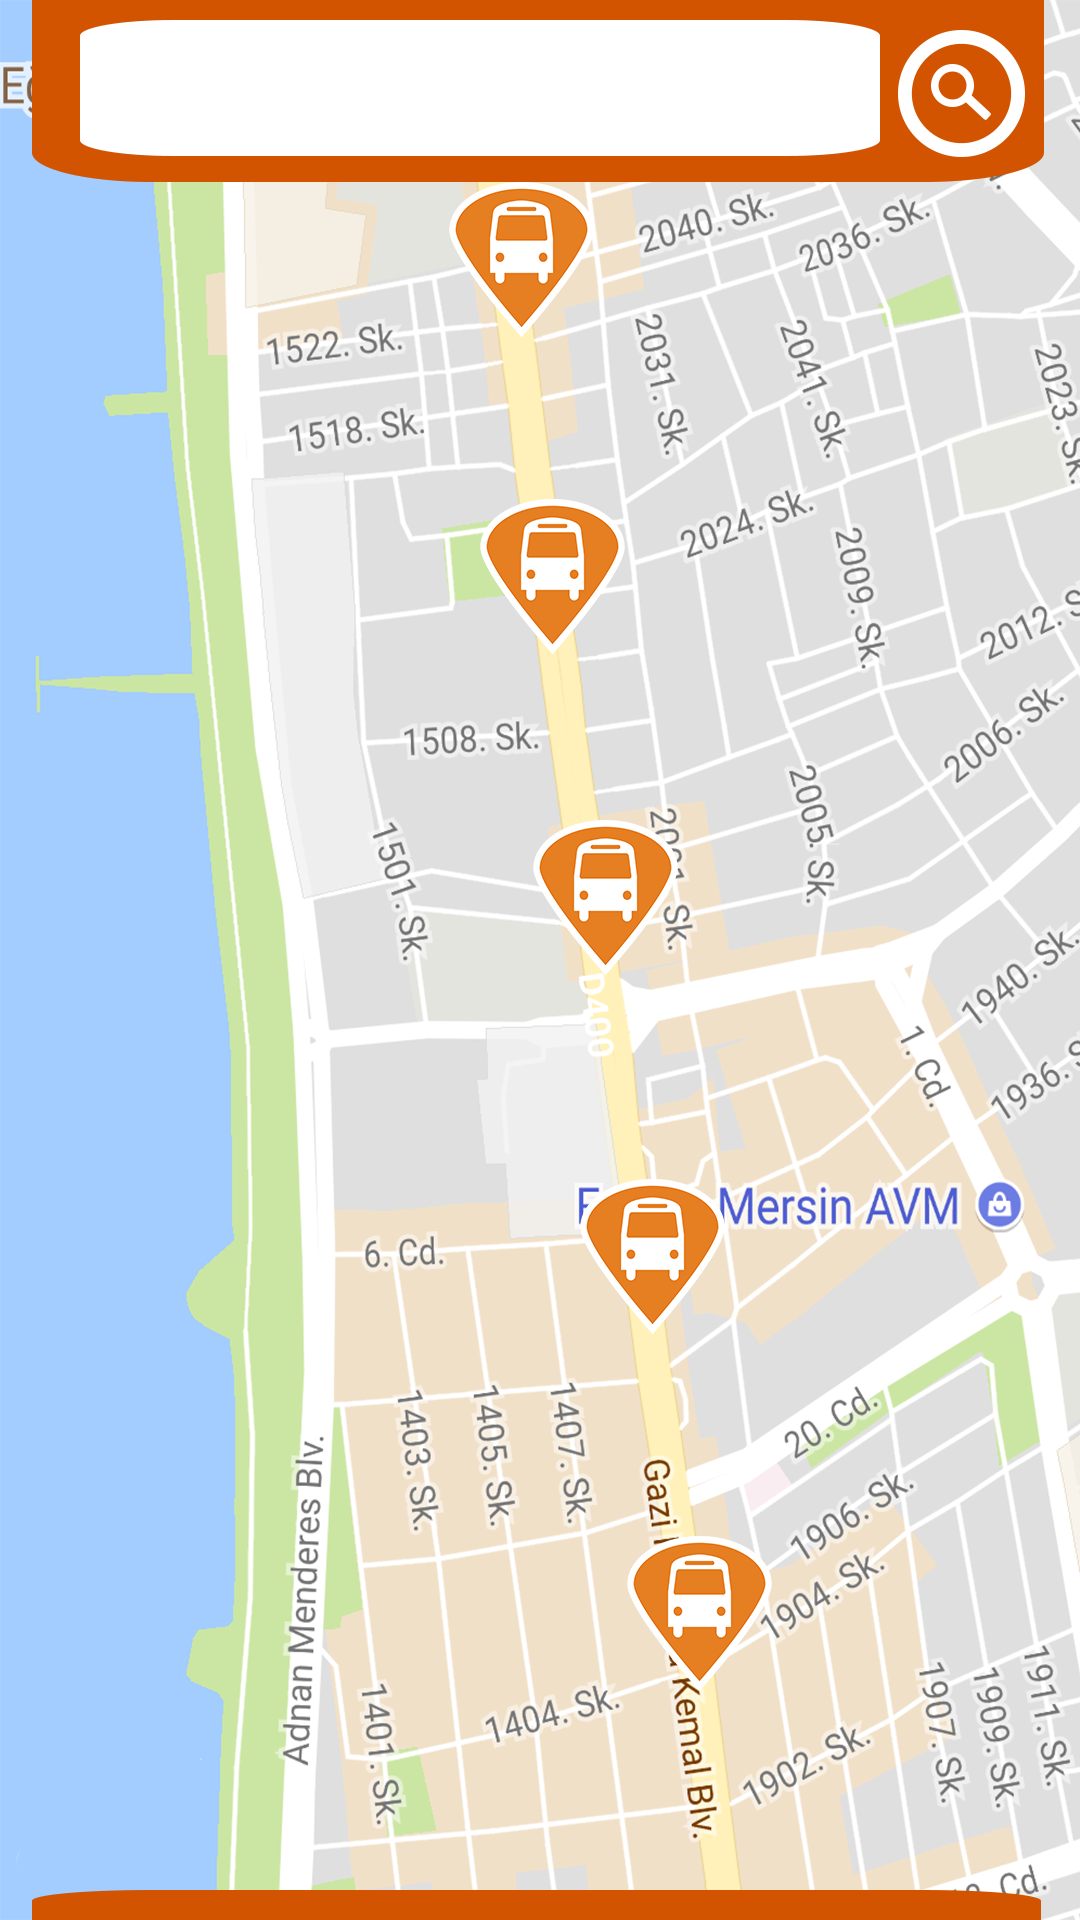 2040. Sk.
2036. Sk.
1522. Sk.
2031. Sk.
2041. Sk.
2023. Sk.
1518. Sk.
2024. Sk.
2009. Sk.
2012. S
2006. Sk.
1508. Sk.
2005. Sk.
1501. Sk.
Sk.
1940. Sk.
D400
1. Cd.
1936. S
Mersin AVM
6. Cd.
1403. Sk.
1405. Sk.
1407. Sk.
20. Cd.
Adnan Menderes Blv.
Gazi
1906. Sk.
1904. Sk.
Kemal Blv.
1401. Sk.
1404. Sk.
1902. Sk.
1907. Sk.
1909. Sk.
1911. Sk.
Cd.